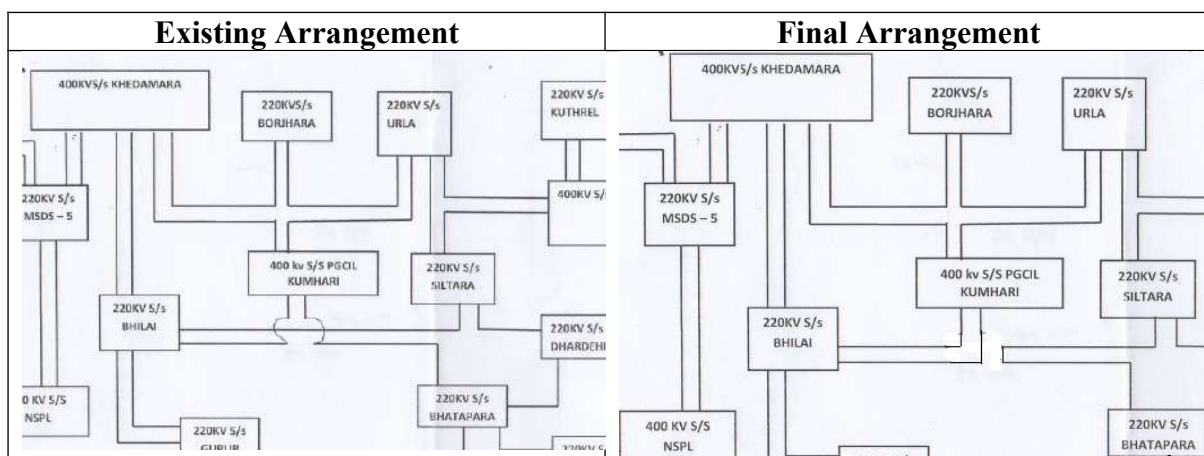 Existing Arrangement
400KVS/s KHEDAMARA
220KVS/s
BORJHARA
220KV S/s
URLA
220KV S/s
KUTHREL
220KV S/s
MSDS – 5
400KV S/
400 kv S/S PGCIL
KUMHARI
220KV S/s
SILTARA
220KV S/s
BHILAI
220KV S/s
DHARDEHI
0 KV S/S
NSPL
220KV S/s
BHATAPARA
220KV S/s
GURUR
220KV S/s
Final Arrangement
400KVS/s KHEDAMARA
220KVS/s
BORJHARA
220KV S/s
URLA
220KV S/s
MSDS – 5
400 kv S/S PGCIL
KUMHARI
220KV S/s
SILTARA
220KV S/s
BHILAI
400 KV S/S
NSPL
220KV S/s
BHATAPARA